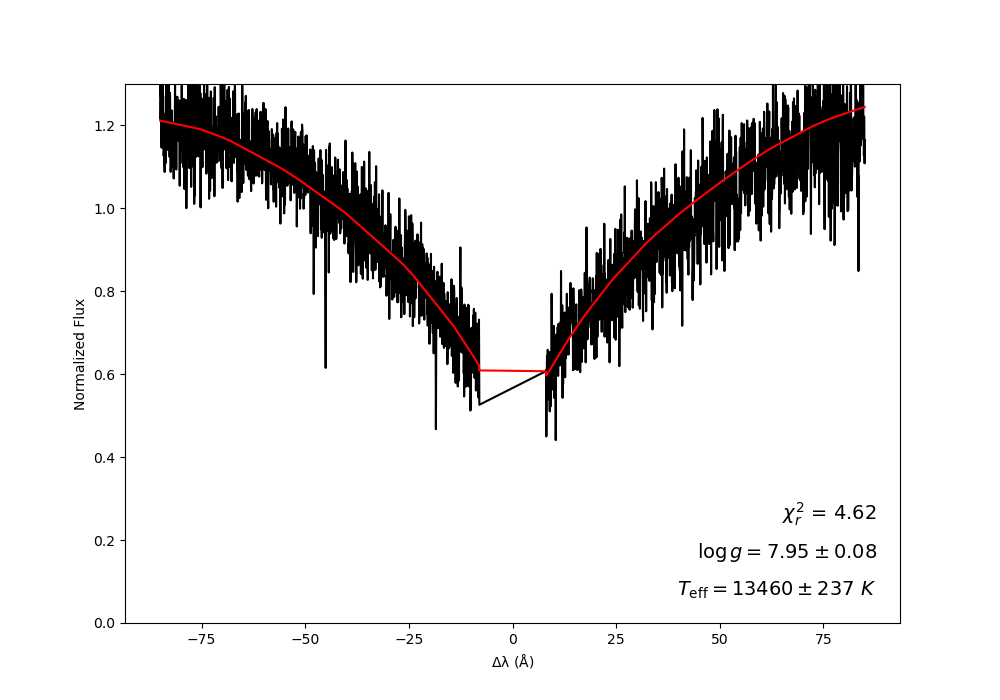 1.2
1.0
0.8
0.6
0.4
0.2
0.0
Normalized Flux
χ²ᵣ = 4.62
log g = 7.95 ± 0.08
T_eff = 13460 ± 237 K
−75 −50 −25 0 25 50 75
Δλ (Å)